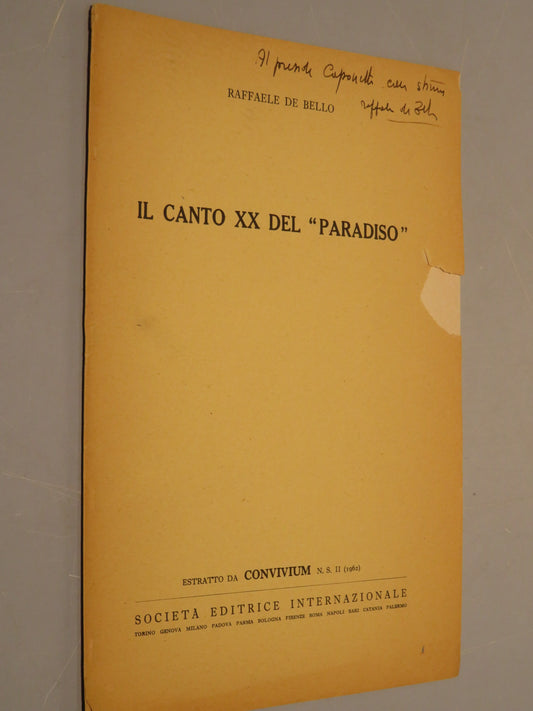 Al preside Caponetti con stima
Raffaele de Bello
RAFFAELE DE BELLO
IL CANTO XX DEL "PARADISO"
ESTRATTO DA CONVIVIUM N. S. II (1962)
SOCIETÀ EDITRICE INTERNAZIONALE
TORINO GENOVA MILANO PADOVA PARMA BOLOGNA FIRENZE ROMA NAPOLI BARI CATANIA PALERMO